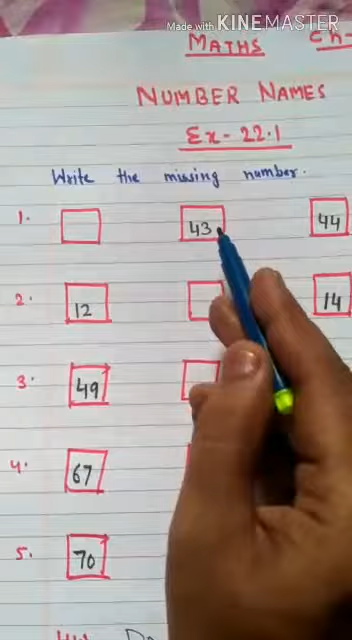 Made with KINEMASTER
MATHS Ch-
NUMBER NAMES
Ex-22.1
Write the missing number.
1. 43 44
2. 12 14
3. 49
4. 67
5. 70